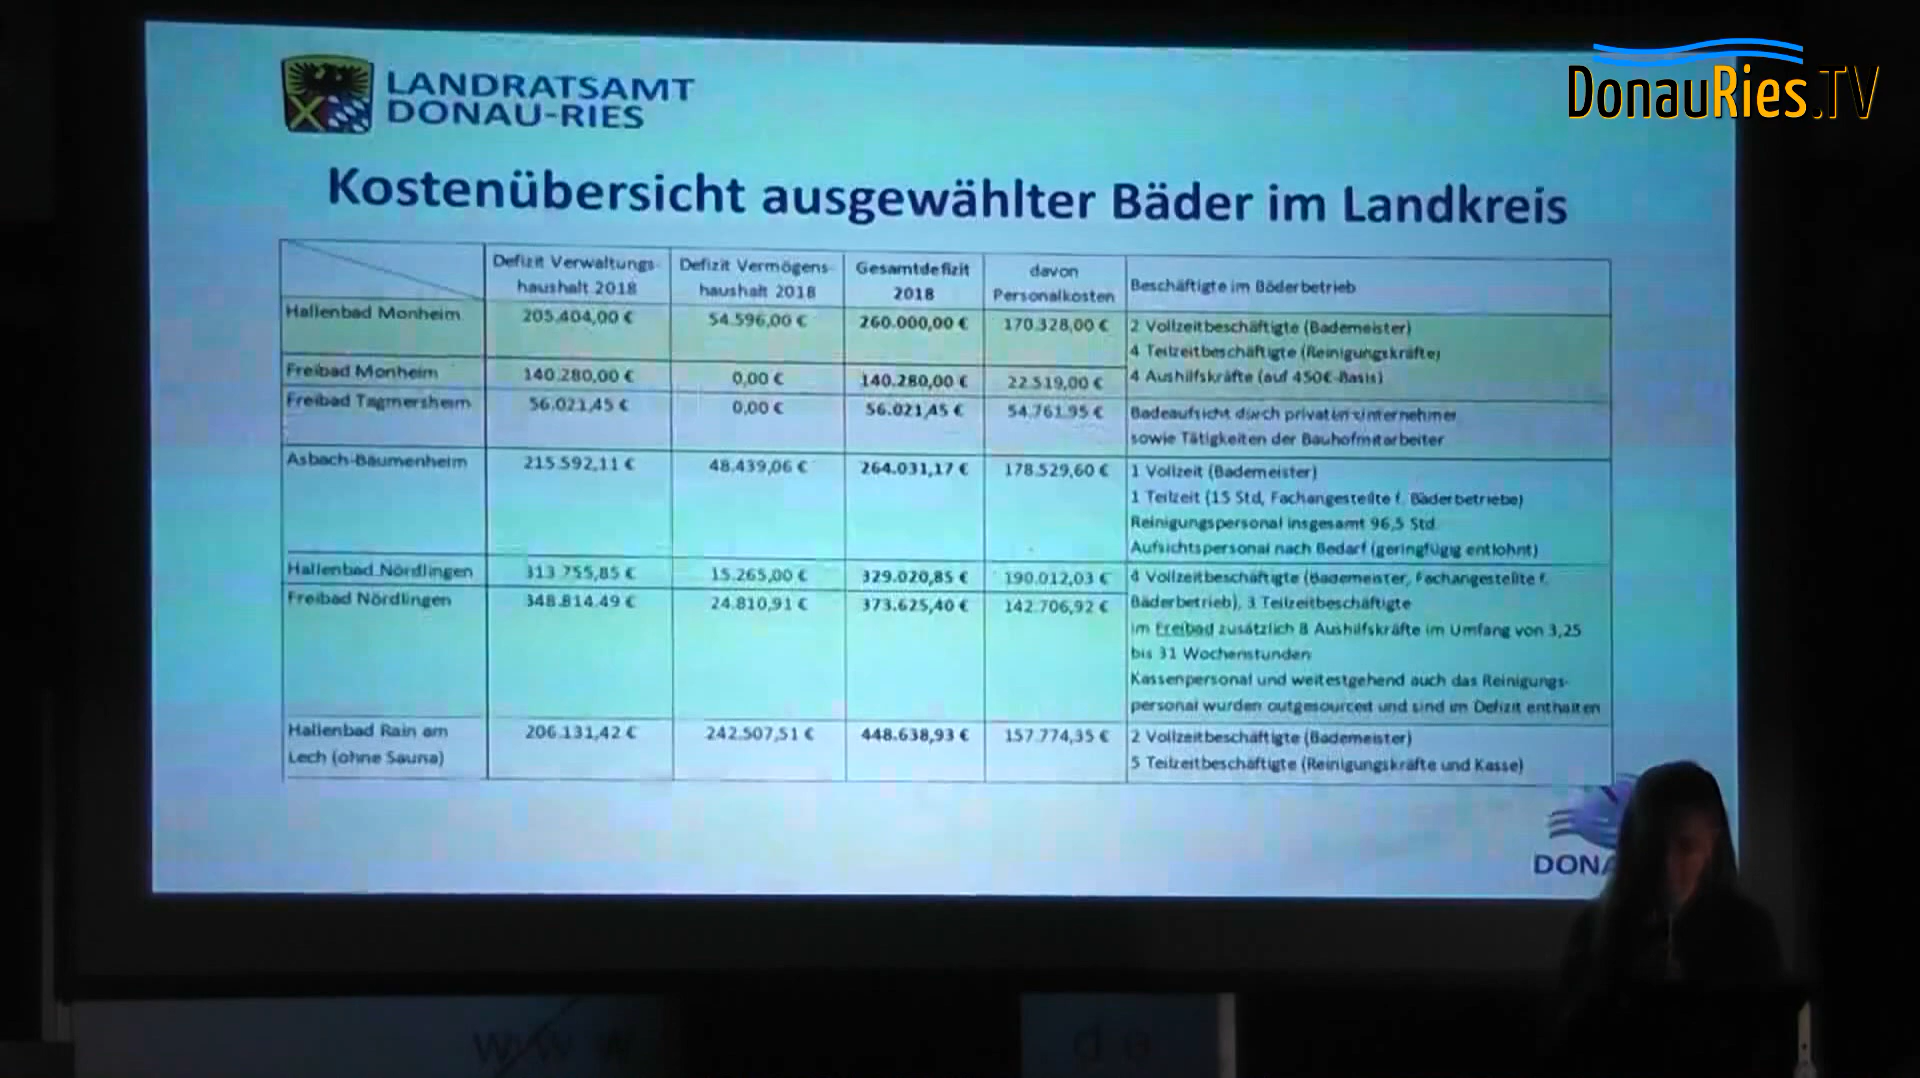 DonauRies.TV
LANDRATSAMT
DONAU-RIES
Kostenübersicht ausgewählter Bäder im Landkreis
Defizit Verwaltungs- Defizit Vermögens- Gesamtdefizit davon Beschäftigte im Bäderbetrieb
haushalt 2018 haushalt 2018 2018 Personalkosten
Hallenbad Monheim 205.404,00 € 54.596,00 € 260.000,00 € 170.328,00 € 2 Vollzeitbeschäftigte (Bademeister)
4 Teilzeitbeschäftigte (Reinigungskräfte)
Freibad Monheim 140.280,00 € 0,00 € 140.280,00 € 22.519,00 € 4 Aushilfskräfte (auf 450€-Basis)
Freibad Tagmersheim 56.021,45 € 0,00 € 56.021,45 € 54.761,95 € Badeaufsicht durch privaten Unternehmer
sowie Tätigkeiten der Bauhofmitarbeiter
Asbach-Bäumenheim 215.592,11 € 48.439,06 € 264.031,17 € 178.529,60 € 1 Vollzeit (Bademeister)
1 Teilzeit (15 Std, Fachangestellte f. Bäderbetriebe)
Reinigungspersonal insgesamt 96,5 Std.
Aufsichtspersonal nach Bedarf (geringfügig entlohnt)
Hallenbad Nördlingen 313.755,85 € 15.265,00 € 329.020,85 € 190.012,03 € 4 Vollzeitbeschäftigte (Bademeister, Fachangestellte f.
Freibad Nördlingen 348.814,49 € 24.810,91 € 373.625,40 € 142.706,92 € Bäderbetrieb), 3 Teilzeitbeschäftigte
im Freibad zusätzlich 8 Aushilfskräfte im Umfang von 3,25
bis 31 Wochenstunden
Kassenpersonal und weitestgehend auch das Reinigungs-
personal wurden outgesourced und sind im Defizit enthalten
Hallenbad Rain am 206.131,42 € 242.507,51 € 448.638,93 € 157.774,35 € 2 Vollzeitbeschäftigte (Bademeister)
Lech (ohne Sauna) 5 Teilzeitbeschäftigte (Reinigungskräfte und Kasse)
DONA
www
de